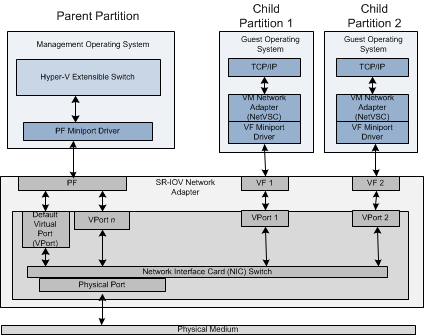 Parent Partition
Child
Partition 1
Child
Partition 2
Management Operating System
Hyper-V Extensible Switch
PF Miniport Driver
Guest Operating
System
TCP/IP
VM Network
Adapter
(NetVSC)
VF Miniport
Driver
Guest Operating
System
TCP/IP
VM Network
Adapter
(NetVSC)
VF Miniport
Driver
PF
SR-IOV Network
Adapter
VF 1
VF 2
Default
Virtual
Port
(VPort)
VPort n
VPort 1
VPort 2
Network Interface Card (NIC) Switch
Physical Port
Physical Medium